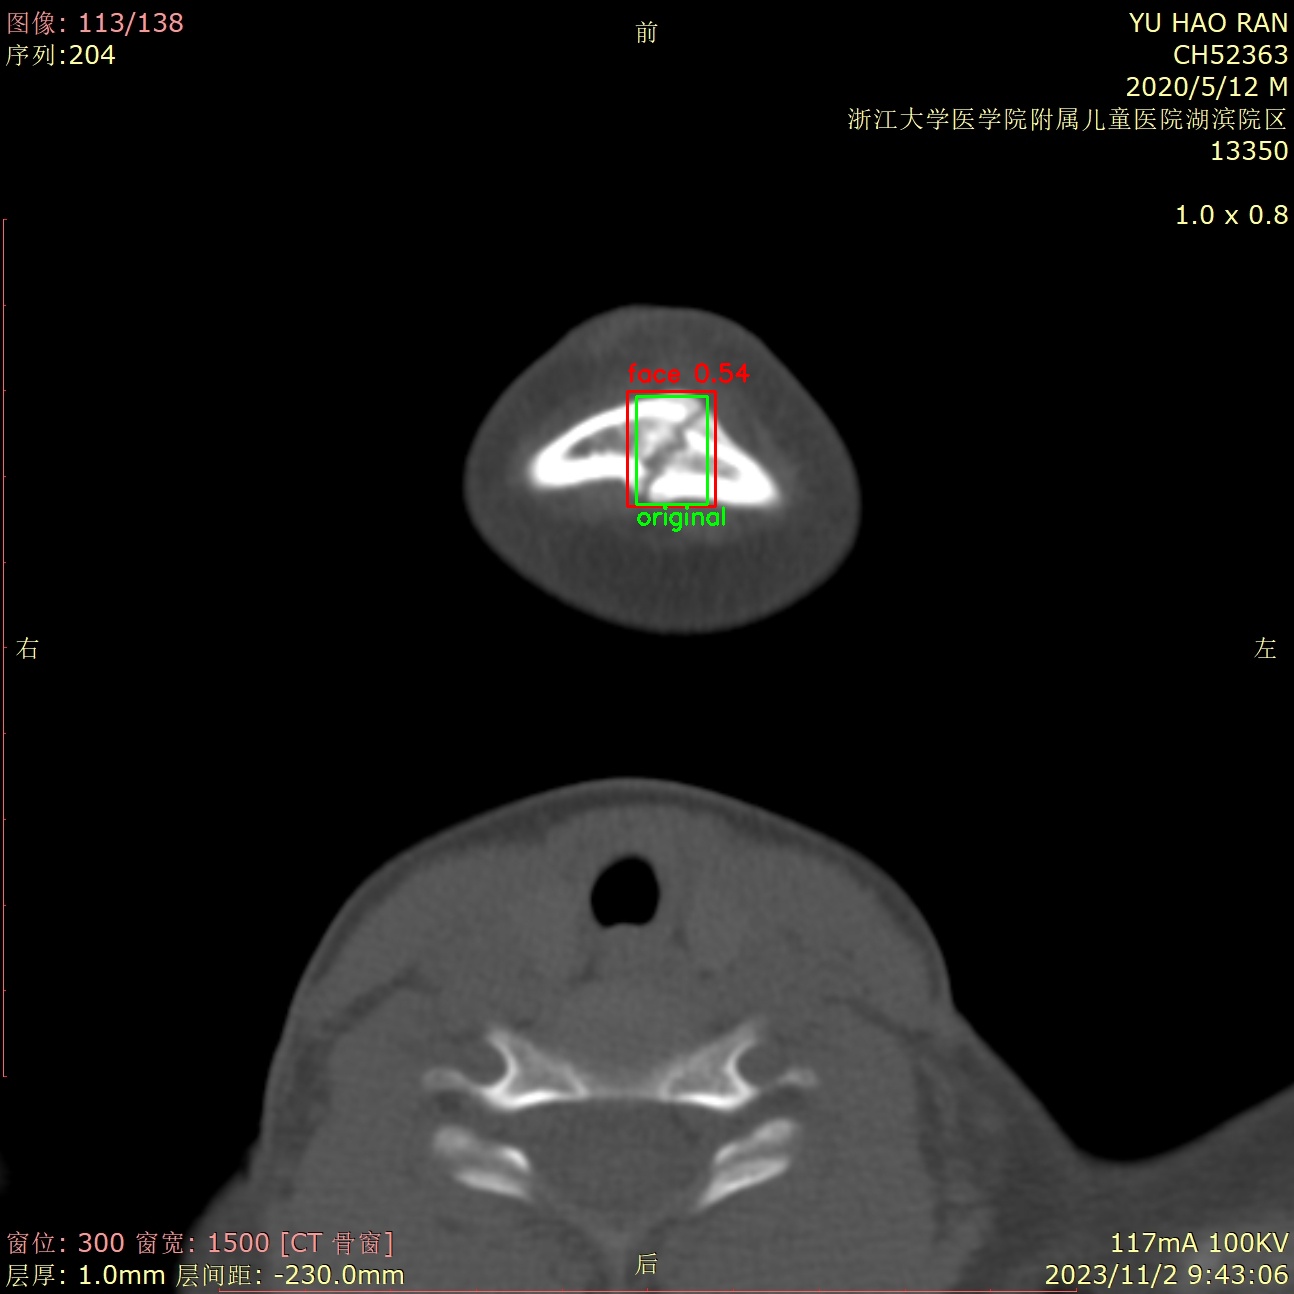 图像: 113/138
序列:204
前
YU HAO RAN
CH52363
2020/5/12 M
浙江大学医学院附属儿童医院湖滨院区
13350
1.0 x 0.8
face 0.54
original
右
左
窗位: 300 窗宽: 1500 [CT 骨窗]
层厚: 1.0mm 层间距: -230.0mm
后
117mA 100KV
2023/11/2 9:43:06